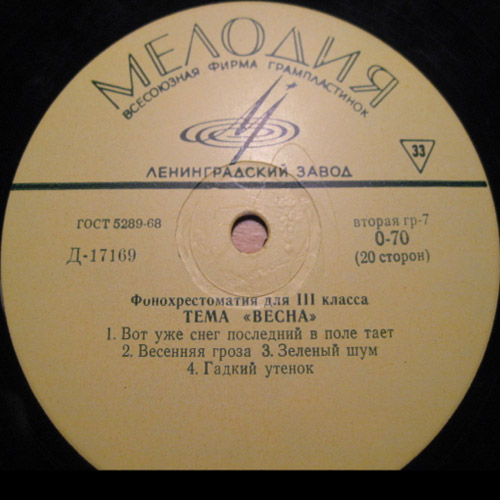 МЕЛОДИЯ
ВСЕСОЮЗНАЯ ФИРМА ГРАМПЛАСТИНОК
33
ЛЕНИНГРАДСКИЙ ЗАВОД
ГОСТ 5289-68
вторая гр-7
Д-17169
0-70
(20 сторон)
Фонохрестоматия для III класса
ТЕМА «ВЕСНА»
1. Вот уже снег последний в поле тает
2. Весенняя гроза 3. Зеленый шум
4. Гадкий утенок